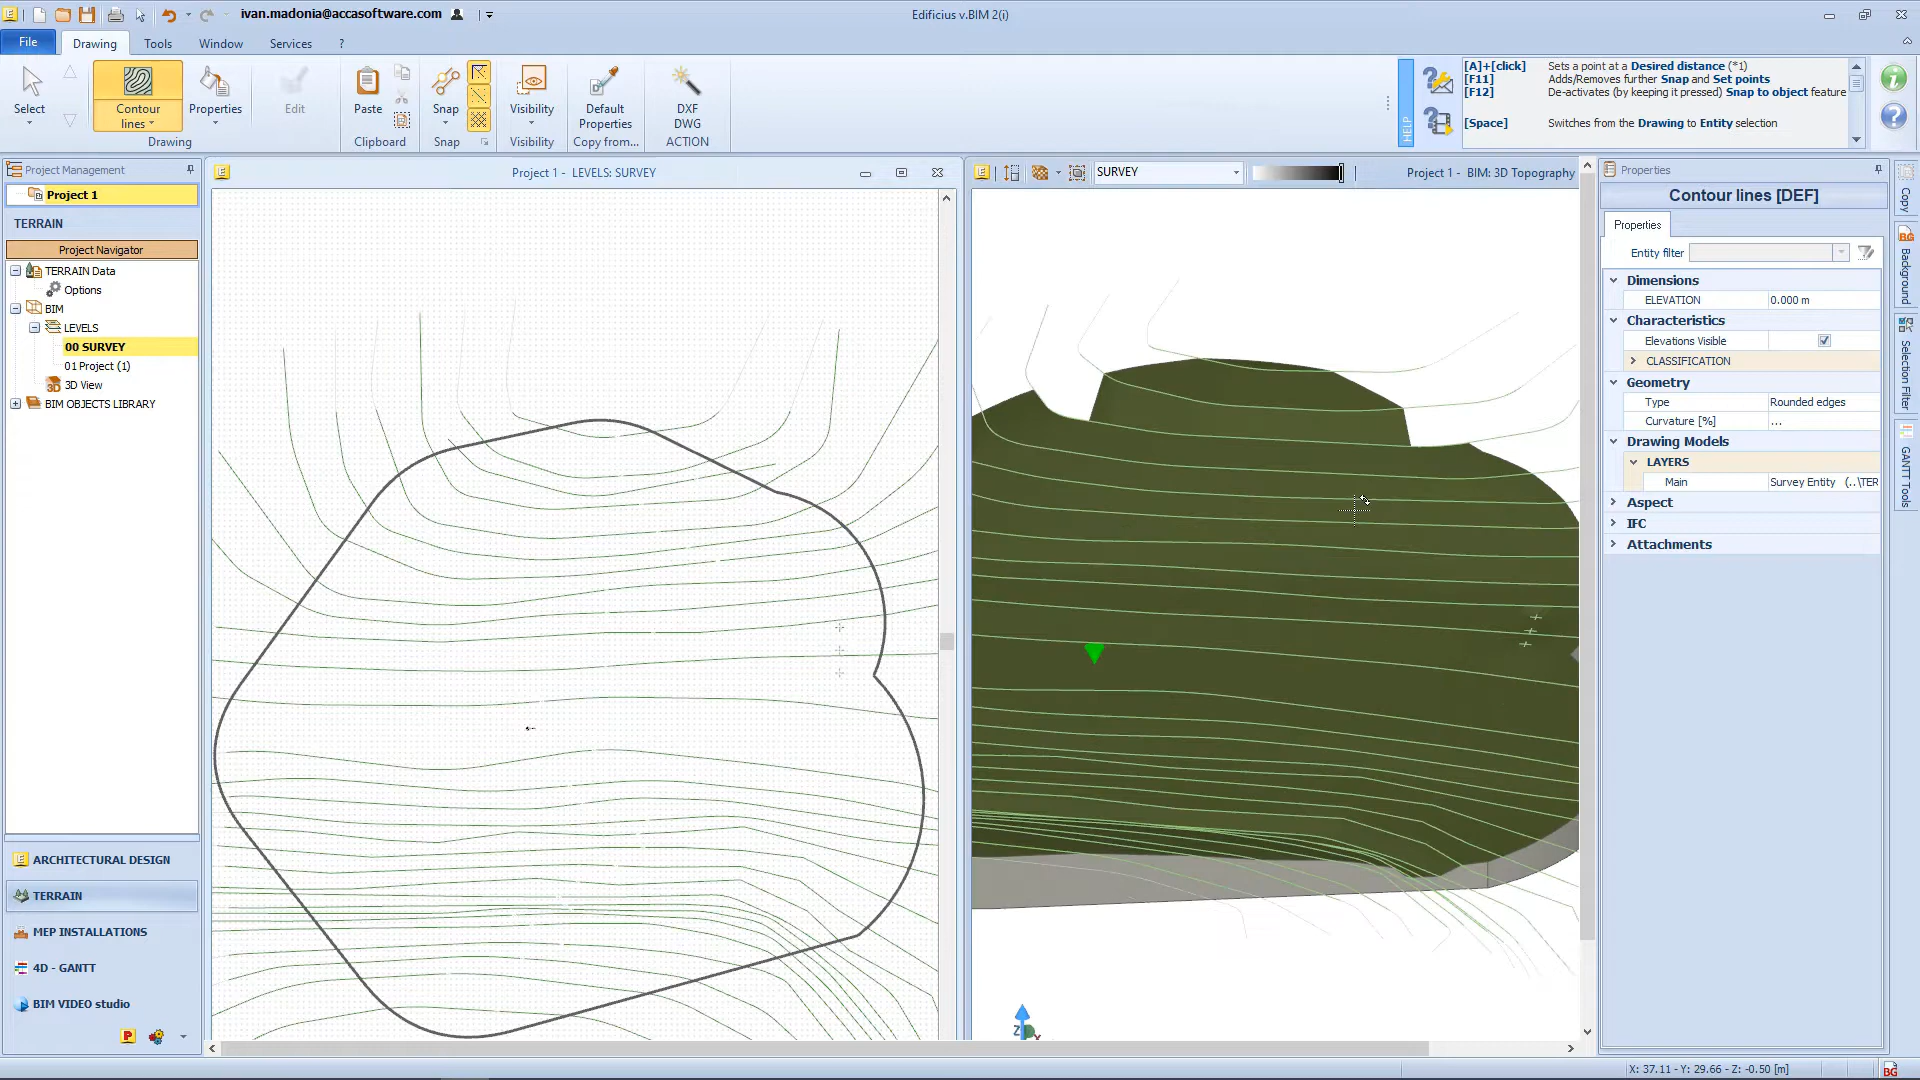 ivan.madonia@accasoftware.com
Edificius v.BIM 2(i)
File
Drawing
Tools
Window
Services
?
Select
Contour
lines
Properties
Edit
Drawing
Paste
Clipboard
Snap
Snap
Visibility
Visibility
Default
Properties
Copy from...
DXF
DWG
ACTION
HELP
[A]+[click] Sets a point at a Desired distance (*1)
[F11] Adds/Removes further Snap and Set points
[F12] De-activates (by keeping it pressed) Snap to object feature
[Space] Switches from the Drawing to Entity selection
Project Management
Project 1
TERRAIN
Project Navigator
TERRAIN Data
Options
BIM
LEVELS
00 SURVEY
01 Project (1)
3D View
BIM OBJECTS LIBRARY
ARCHITECTURAL DESIGN
TERRAIN
MEP INSTALLATIONS
4D - GANTT
BIM VIDEO studio
Project 1 - LEVELS: SURVEY
SURVEY
Project 1 - BIM: 3D Topography
Z
Properties
Contour lines [DEF]
Properties
Entity filter
Dimensions
ELEVATION 0.000 m
Characteristics
Elevations Visible
CLASSIFICATION
Geometry
Type Rounded edges
Curvature [%] ...
Drawing Models
LAYERS
Main Survey Entity (..\TER
Aspect
IFC
Attachments
Copy
BG
Background
Selection Filter
GANTT Tools
X: 37.11 - Y: 29.66 - Z: -0.50 [m]
BG